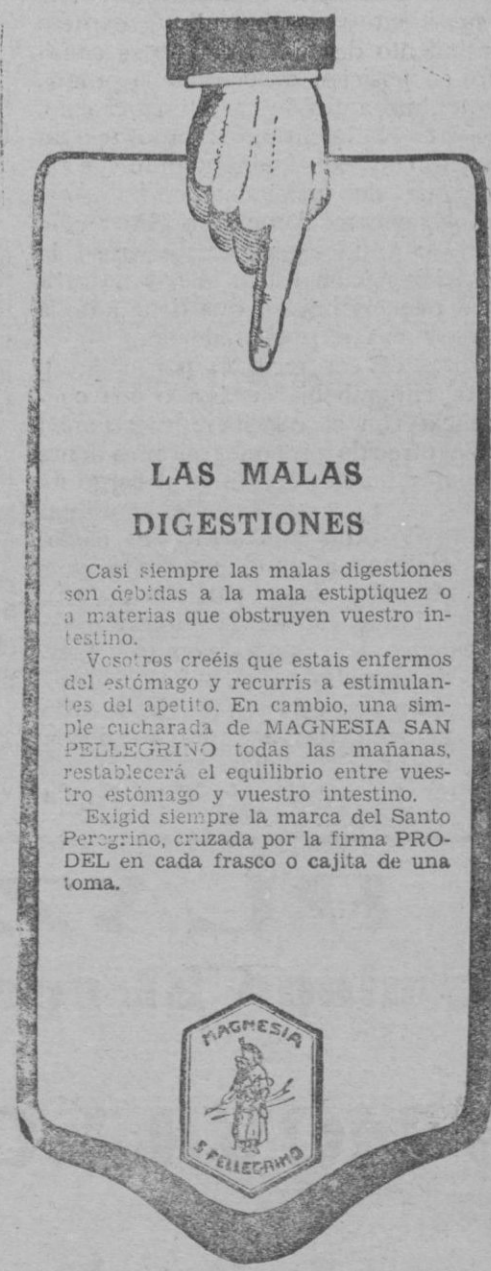 LAS MALAS
DIGESTIONES
Casi siempre las malas digestiones
son debidas a la mala estiptiquez o
a materias que obstruyen vuestro in-
testino.
Vosotros creéis que estais enfermos
del estómago y recurrís a estimulan-
tes del apetito. En cambio, una sim-
ple cucharada de MAGNESIA SAN
PELLEGRINO todas las mañanas,
restablecerá el equilibrio entre vues-
tro estómago y vuestro intestino.
Exigid siempre la marca del Santo
Peregrino, cruzada por la firma PRO-
DEL en cada frasco o cajita de una
toma.
MAGNESIA
S. PELLEGRINO